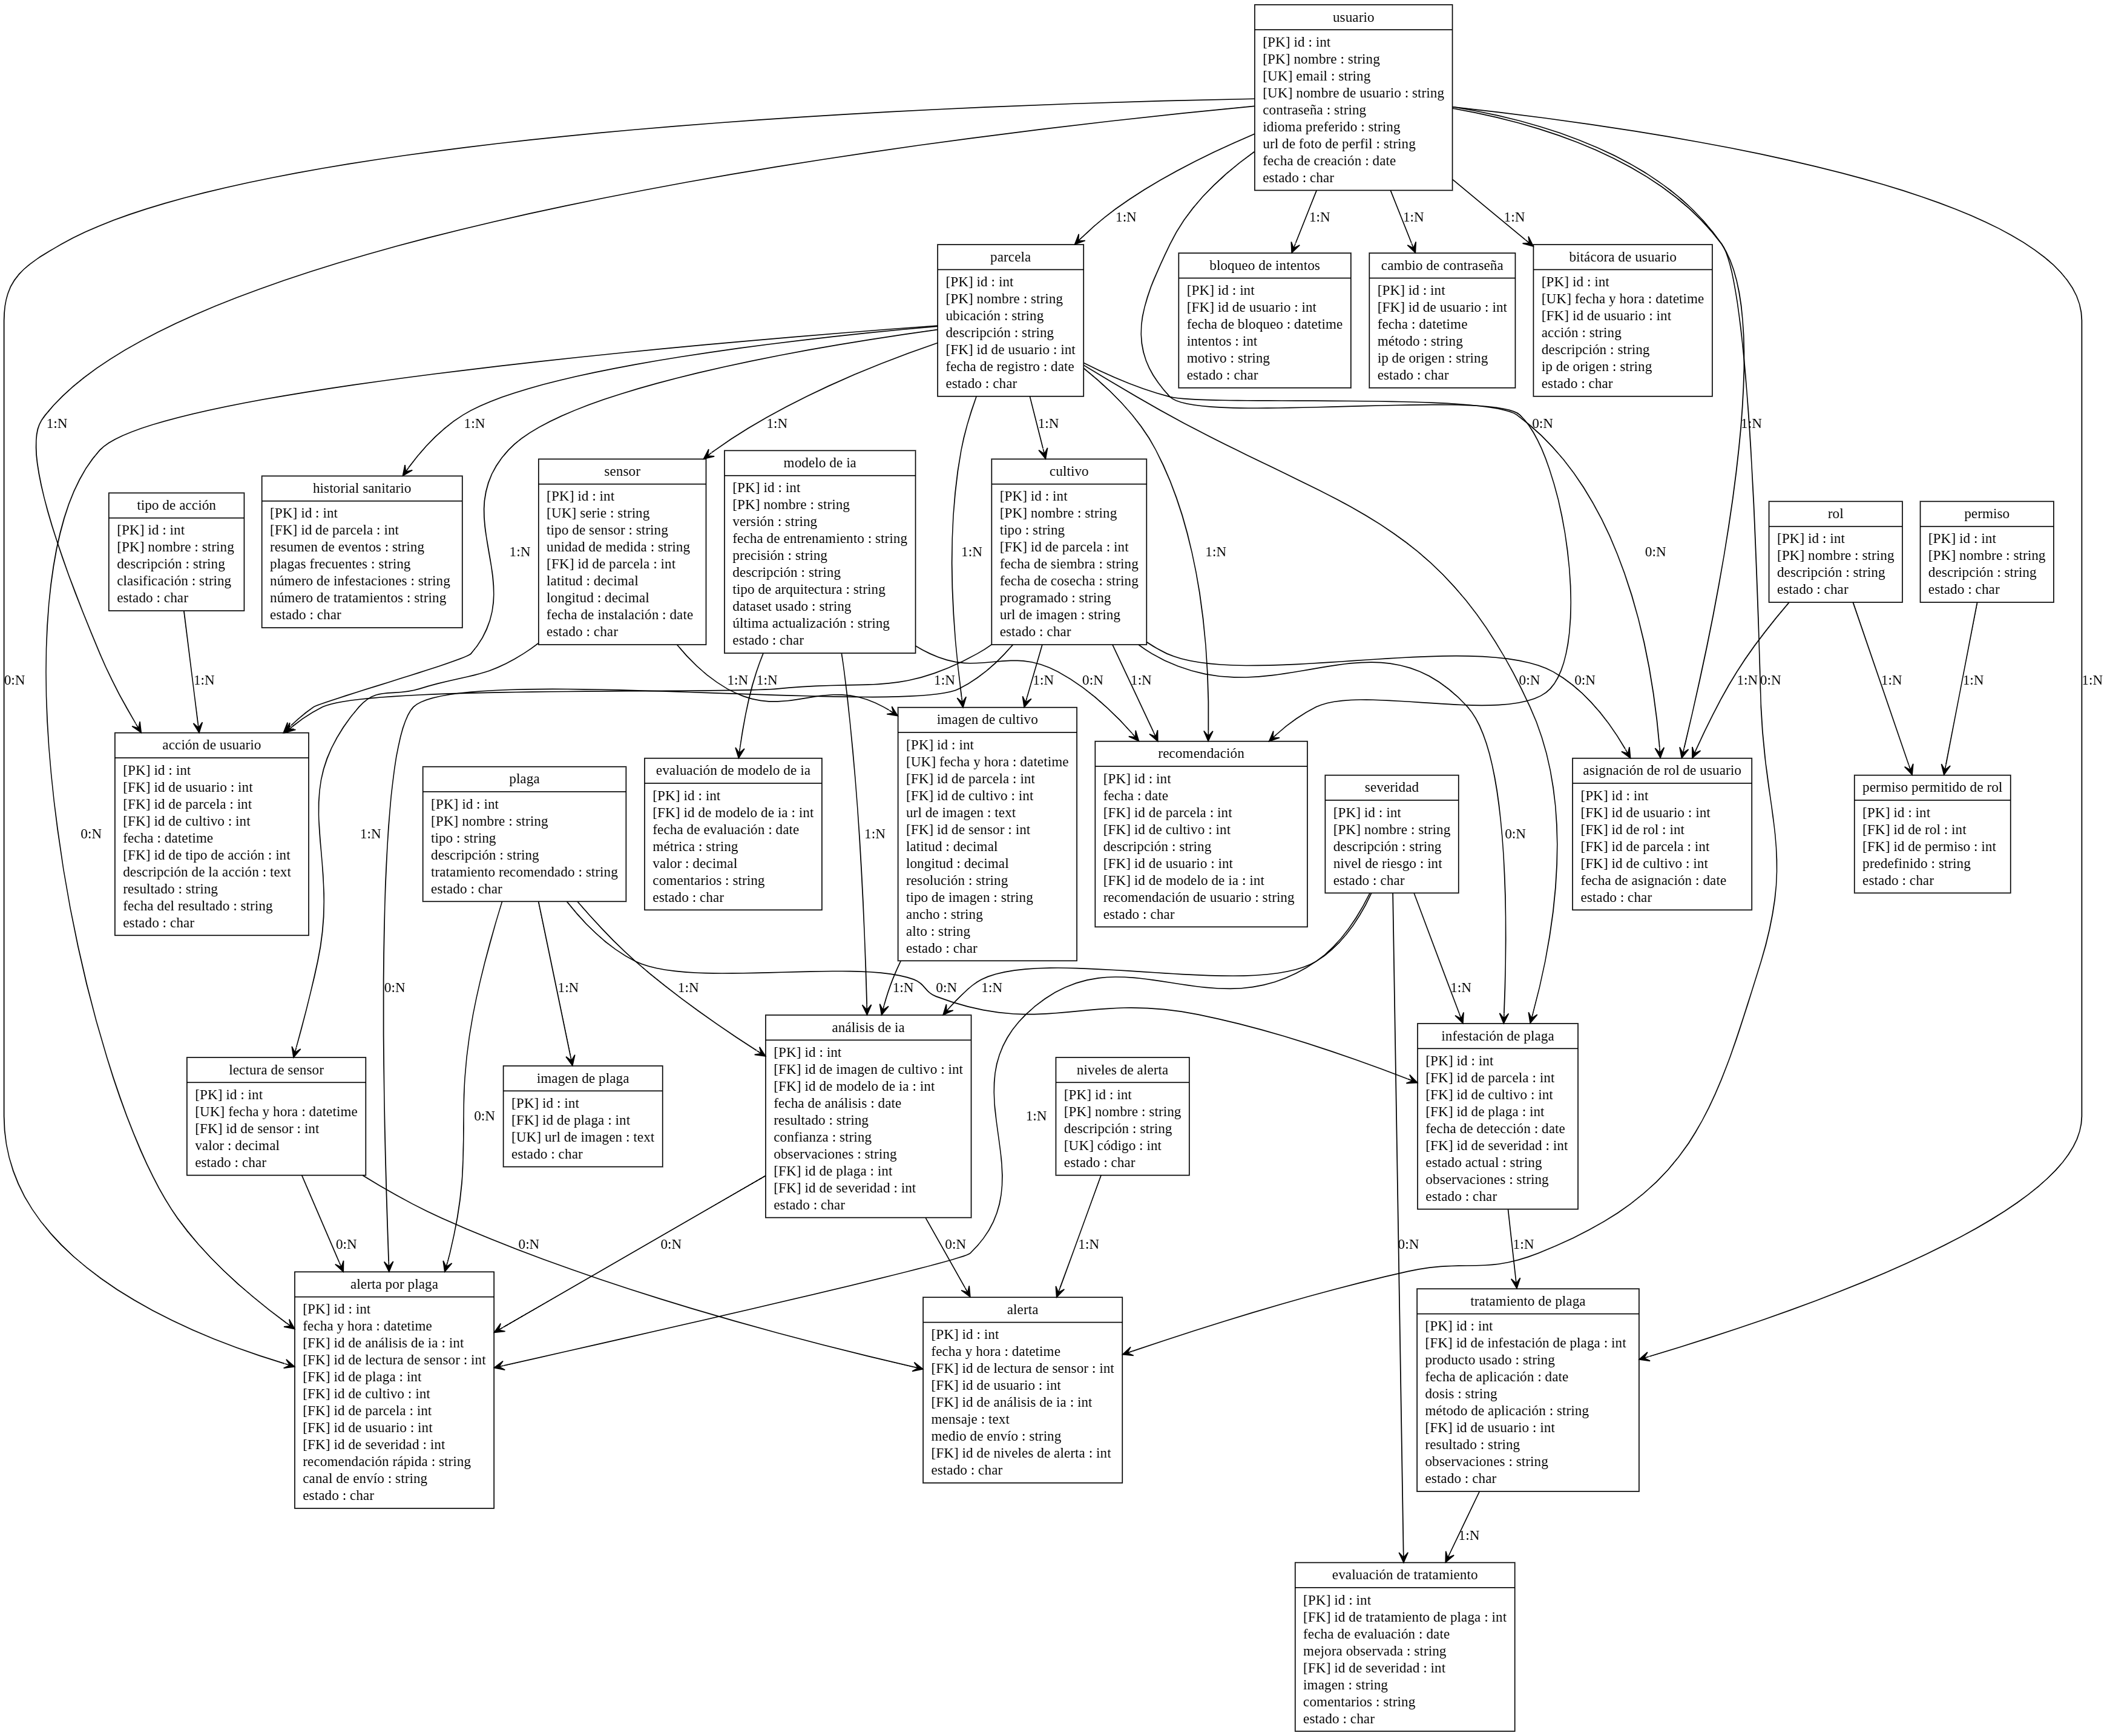 usuario
[PK] id : int
[PK] nombre : string
[UK] email : string
[UK] nombre de usuario : string
contraseña : string
idioma preferido : string
url de foto de perfil : string
fecha de creación : date
estado : char
1:N
1:N
1:N
1:N
parcela
[PK] id : int
[PK] nombre : string
ubicación : string
descripción : string
[FK] id de usuario : int
fecha de registro : date
estado : char
bloqueo de intentos
[PK] id : int
[FK] id de usuario : int
fecha de bloqueo : datetime
intentos : int
motivo : string
estado : char
cambio de contraseña
[PK] id : int
[FK] id de usuario : int
fecha : datetime
método : string
ip de origen : string
estado : char
bitácora de usuario
[PK] id : int
[UK] fecha y hora : datetime
[FK] id de usuario : int
acción : string
descripción : string
ip de origen : string
estado : char
1:N
1:N
1:N
1:N
0:N
1:N
tipo de acción
[PK] id : int
[PK] nombre : string
descripción : string
clasificación : string
estado : char
historial sanitario
[PK] id : int
[FK] id de parcela : int
resumen de eventos : string
plagas frecuentes : string
número de infestaciones : string
número de tratamientos : string
estado : char
1:N
sensor
[PK] id : int
[UK] serie : string
tipo de sensor : string
unidad de medida : string
[FK] id de parcela : int
latitud : decimal
longitud : decimal
fecha de instalación : date
estado : char
modelo de ia
[PK] id : int
[PK] nombre : string
versión : string
fecha de entrenamiento : string
precisión : string
descripción : string
tipo de arquitectura : string
dataset usado : string
última actualización : string
estado : char
1:N
cultivo
[PK] id : int
[PK] nombre : string
tipo : string
[FK] id de parcela : int
fecha de siembra : string
fecha de cosecha : string
programado : string
url de imagen : string
estado : char
1:N
0:N
rol
[PK] id : int
[PK] nombre : string
descripción : string
estado : char
permiso
[PK] id : int
[PK] nombre : string
descripción : string
estado : char
0:N
1:N
1:N
1:N
1:N
1:N
0:N
1:N
0:N
0:N
1:N
0:N
1:N
1:N
1:N
acción de usuario
[PK] id : int
[FK] id de usuario : int
[FK] id de parcela : int
[FK] id de cultivo : int
fecha : datetime
[FK] id de tipo de acción : int
descripción de la acción : text
resultado : string
fecha del resultado : string
estado : char
plaga
[PK] id : int
[PK] nombre : string
tipo : string
descripción : string
tratamiento recomendado : string
estado : char
evaluación de modelo de ia
[PK] id : int
[FK] id de modelo de ia : int
fecha de evaluación : date
métrica : string
valor : decimal
comentarios : string
estado : char
imagen de cultivo
[PK] id : int
[UK] fecha y hora : datetime
[FK] id de parcela : int
[FK] id de cultivo : int
url de imagen : text
[FK] id de sensor : int
latitud : decimal
longitud : decimal
resolución : string
tipo de imagen : string
ancho : string
alto : string
estado : char
recomendación
[PK] id : int
fecha : date
[FK] id de parcela : int
[FK] id de cultivo : int
descripción : string
[FK] id de usuario : int
[FK] id de modelo de ia : int
recomendación de usuario : string
estado : char
severidad
[PK] id : int
[PK] nombre : string
descripción : string
nivel de riesgo : int
estado : char
asignación de rol de usuario
[PK] id : int
[FK] id de usuario : int
[FK] id de rol : int
[FK] id de parcela : int
[FK] id de cultivo : int
fecha de asignación : date
estado : char
permiso permitido de rol
[PK] id : int
[FK] id de rol : int
[FK] id de permiso : int
predefinido : string
estado : char
0:N
1:N
1:N
0:N
0:N
1:N
1:N
1:N
0:N
1:N
1:N
lectura de sensor
[PK] id : int
[UK] fecha y hora : datetime
[FK] id de sensor : int
valor : decimal
estado : char
0:N
imagen de plaga
[PK] id : int
[FK] id de plaga : int
[UK] url de imagen : text
estado : char
análisis de ia
[PK] id : int
[FK] id de imagen de cultivo : int
[FK] id de modelo de ia : int
fecha de análisis : date
resultado : string
confianza : string
observaciones : string
[FK] id de plaga : int
[FK] id de severidad : int
estado : char
1:N
niveles de alerta
[PK] id : int
[PK] nombre : string
descripción : string
[UK] código : int
estado : char
infestación de plaga
[PK] id : int
[FK] id de parcela : int
[FK] id de cultivo : int
[FK] id de plaga : int
fecha de detección : date
[FK] id de severidad : int
estado actual : string
observaciones : string
estado : char
0:N
0:N
0:N
0:N
1:N
0:N
1:N
alerta por plaga
[PK] id : int
fecha y hora : datetime
[FK] id de análisis de ia : int
[FK] id de lectura de sensor : int
[FK] id de plaga : int
[FK] id de cultivo : int
[FK] id de parcela : int
[FK] id de usuario : int
[FK] id de severidad : int
recomendación rápida : string
canal de envío : string
estado : char
alerta
[PK] id : int
fecha y hora : datetime
[FK] id de lectura de sensor : int
[FK] id de usuario : int
[FK] id de análisis de ia : int
mensaje : text
medio de envío : string
[FK] id de niveles de alerta : int
estado : char
tratamiento de plaga
[PK] id : int
[FK] id de infestación de plaga : int
producto usado : string
fecha de aplicación : date
dosis : string
método de aplicación : string
[FK] id de usuario : int
resultado : string
observaciones : string
estado : char
1:N
evaluación de tratamiento
[PK] id : int
[FK] id de tratamiento de plaga : int
fecha de evaluación : date
mejora observada : string
[FK] id de severidad : int
imagen : string
comentarios : string
estado : char